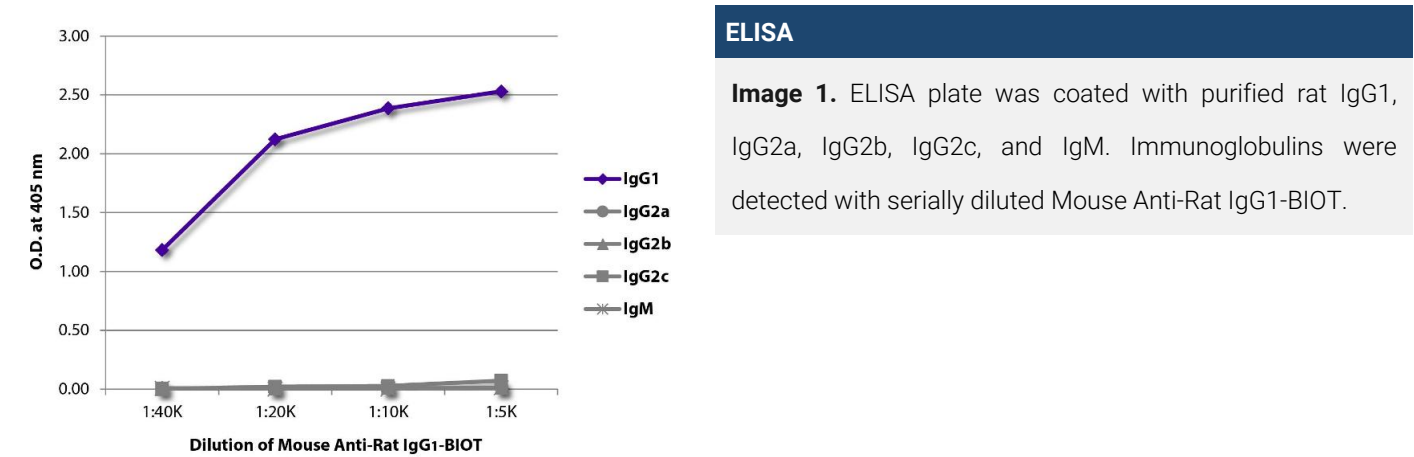 3.00
2.50
2.00
1.50
1.00
0.50
0.00
O.D. at 405 nm
1:40K 1:20K 1:10K 1:5K
Dilution of Mouse Anti-Rat IgG1-BIOT
IgG1
IgG2a
IgG2b
IgG2c
IgM
ELISA
Image 1. ELISA plate was coated with purified rat IgG1,
IgG2a, IgG2b, IgG2c, and IgM. Immunoglobulins were
detected with serially diluted Mouse Anti-Rat IgG1-BIOT.